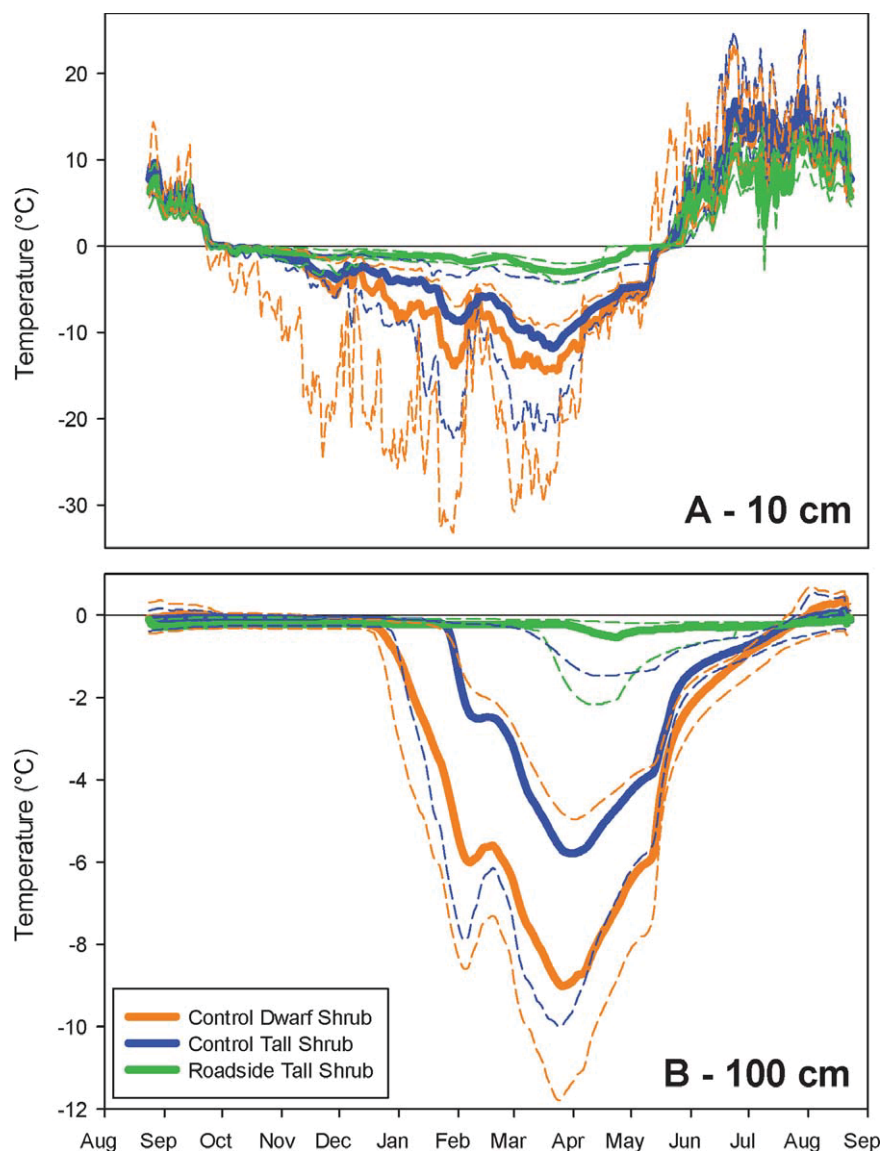 Temperature (°C)
20
10
0
-10
-20
-30
A - 10 cm
Temperature (°C)
0
-2
-4
-6
-8
-10
-12
Control Dwarf Shrub
Control Tall Shrub
Roadside Tall Shrub
B - 100 cm
Aug Sep Oct Nov Dec Jan Feb Mar Apr May Jun Jul Aug Sep